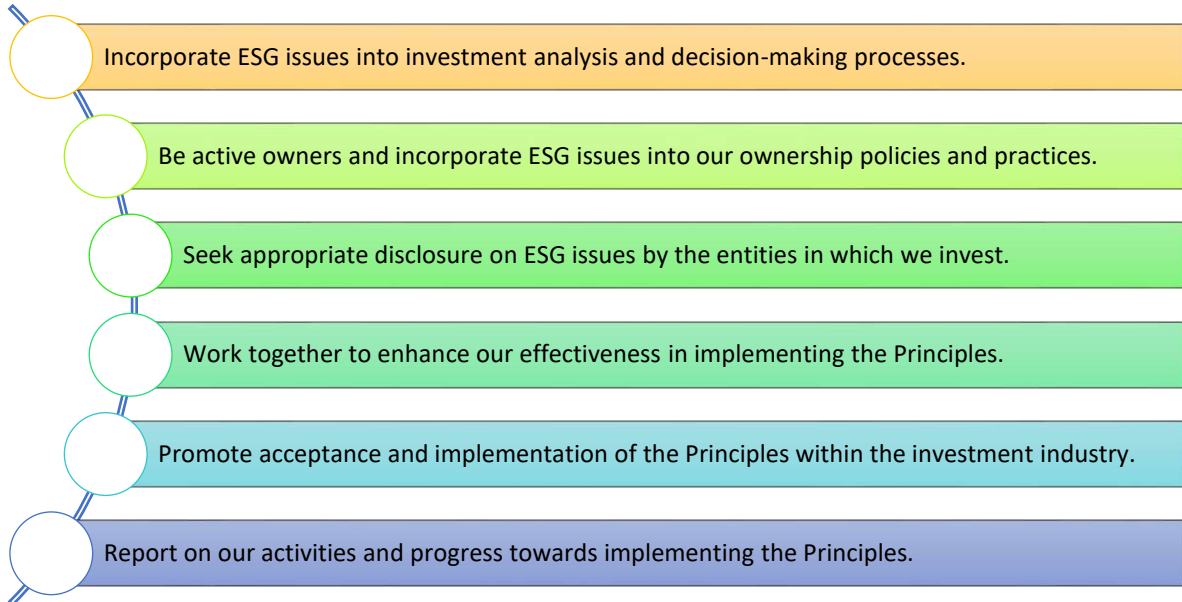 Incorporate ESG issues into investment analysis and decision-making processes.
Be active owners and incorporate ESG issues into our ownership policies and practices.
Seek appropriate disclosure on ESG issues by the entities in which we invest.
Work together to enhance our effectiveness in implementing the Principles.
Promote acceptance and implementation of the Principles within the investment industry.
Report on our activities and progress towards implementing the Principles.